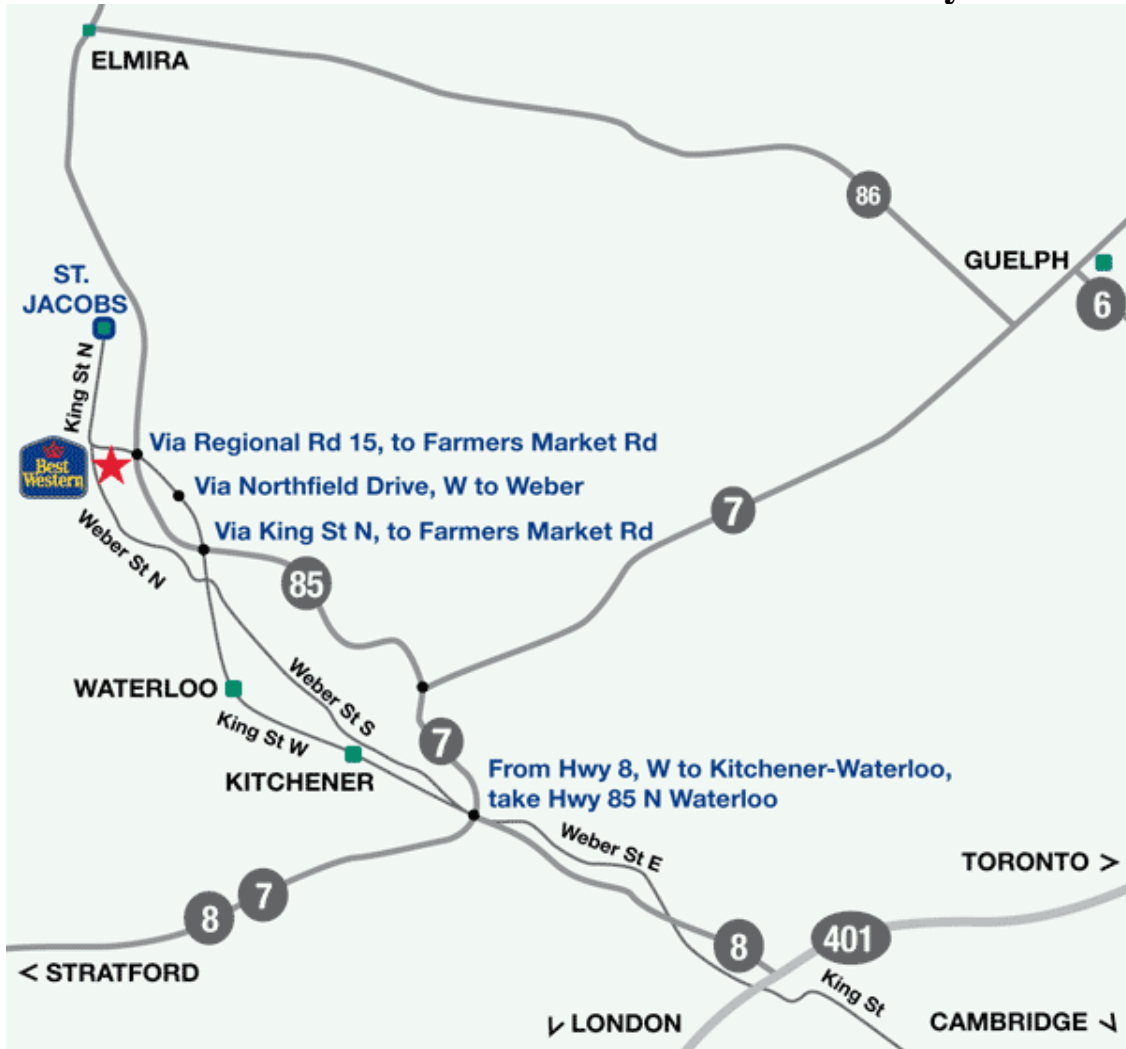 ELMIRA
86
GUELPH
6
ST.
JACOBS
King St N
Via Regional Rd 15, to Farmers Market Rd
Best
Western
Via Northfield Drive, W to Weber
7
Via King St N, to Farmers Market Rd
Weber St N
85
WATERLOO
Weber St S
King St W
7
KITCHENER
From Hwy 8, W to Kitchener-Waterloo,
take Hwy 85 N Waterloo
Weber St E
TORONTO >
7
8
8
401
< STRATFORD
King St
LONDON
CAMBRIDGE